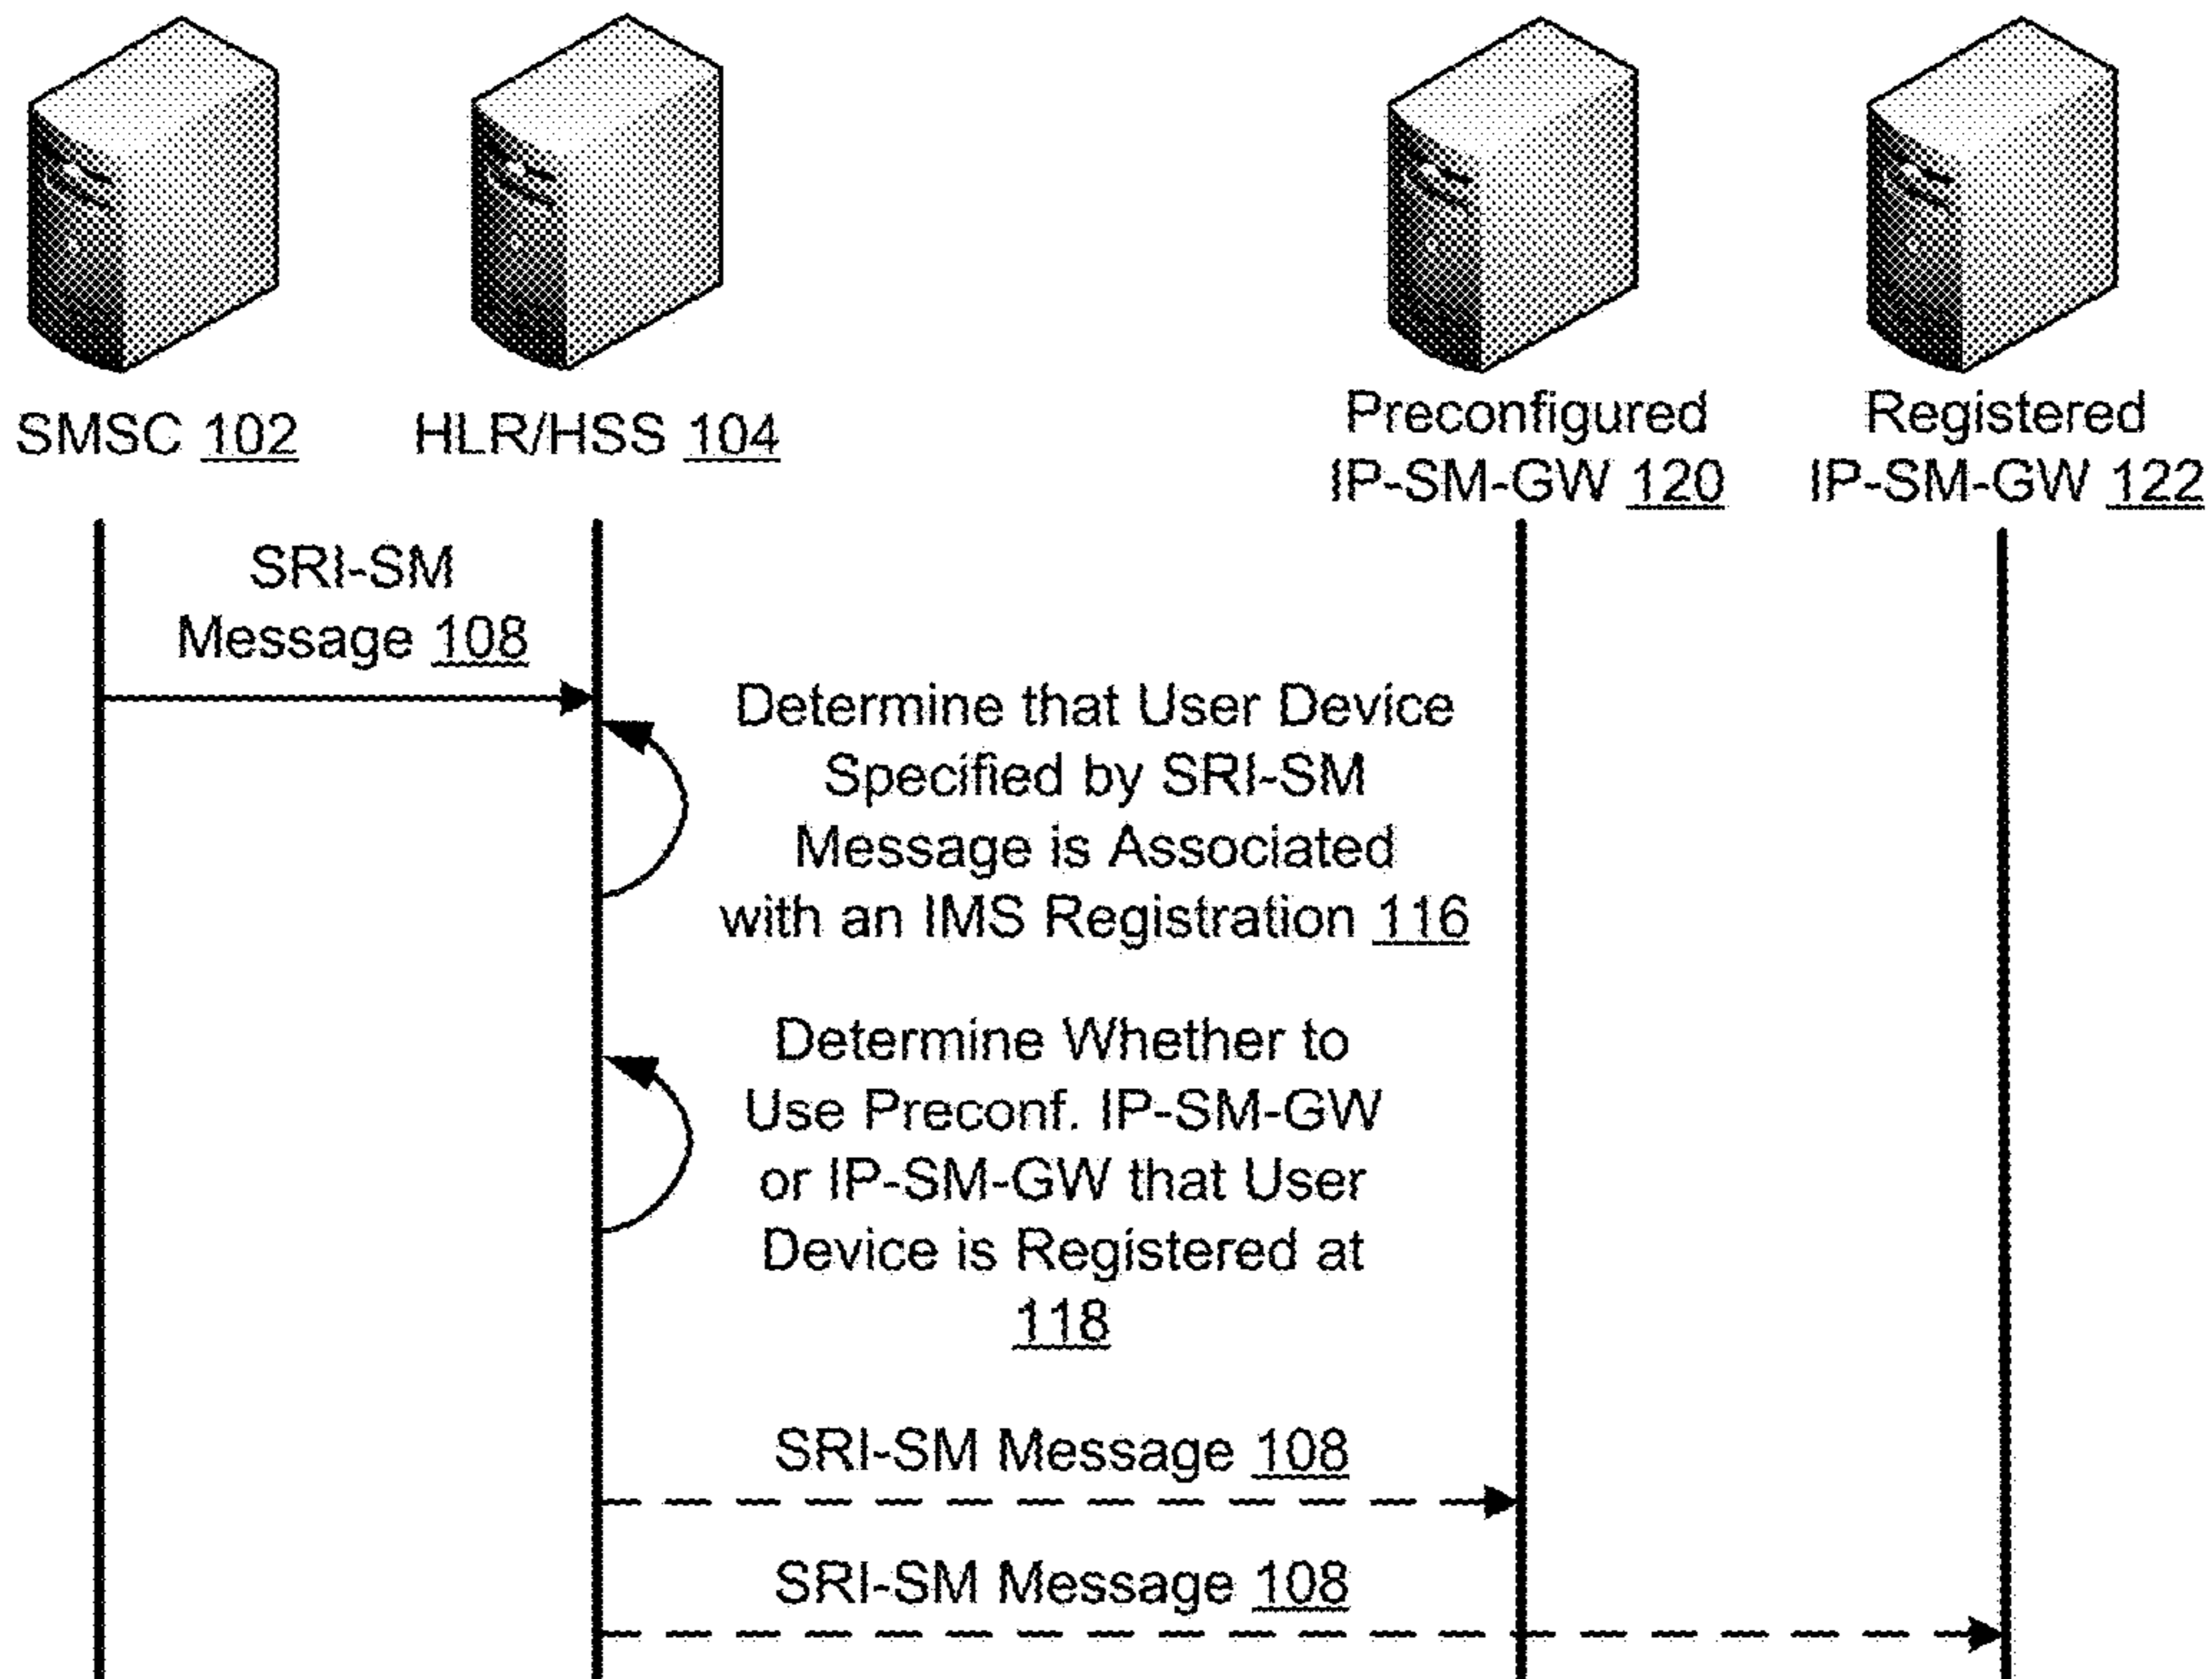 SMSC 102
HLR/HSS 104
Preconfigured
IP-SM-GW 120
Registered
IP-SM-GW 122
SRI-SM
Message 108
Determine that User Device
Specified by SRI-SM
Message is Associated
with an IMS Registration 116
Determine Whether to
Use Preconf. IP-SM-GW
or IP-SM-GW that User
Device is Registered at
118
SRI-SM Message 108
SRI-SM Message 108